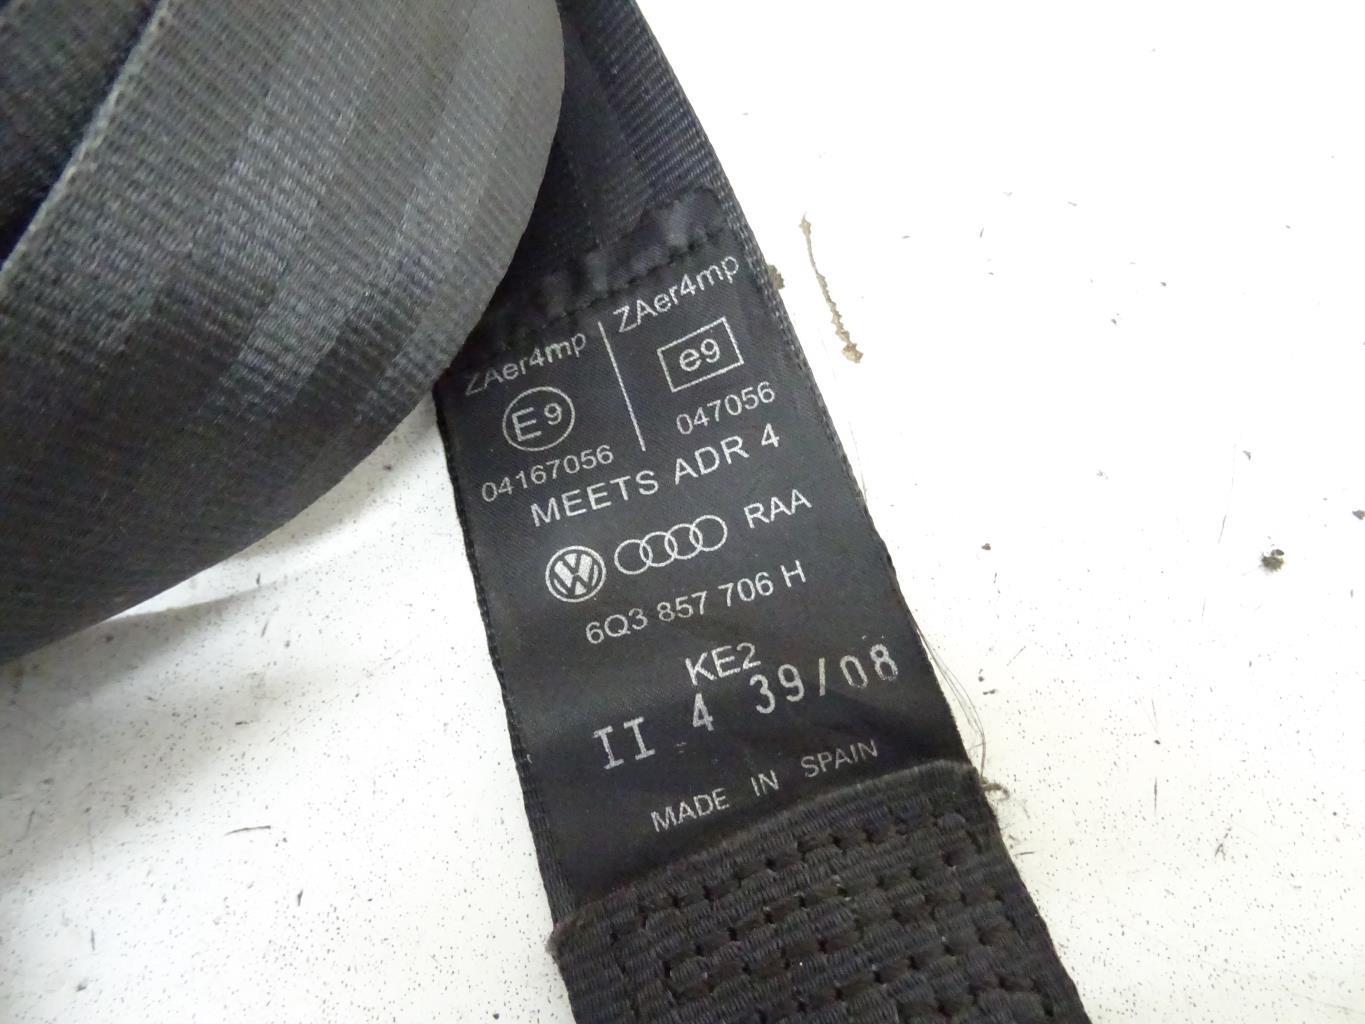 ZAer4mp
ZAer4mp
E9
e9
04167056
047056
MEETS ADR 4
RAA
6Q3 857 706 H
KE2
II 4 39/08
MADE IN SPAIN